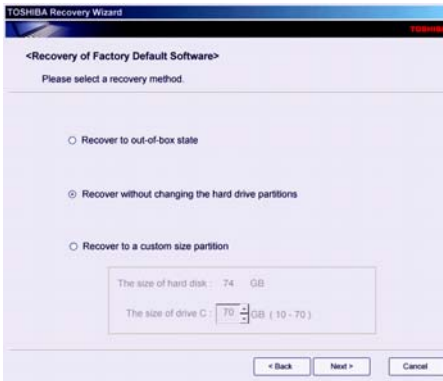 TOSHIBA Recovery Wizard
TOSHIBA
<Recovery of Factory Default Software>
Please select a recovery method.
Recover to out-of-box state
Recover without changing the hard drive partitions
Recover to a custom size partition
The size of hard disk : 74 GB
The size of drive C : 70 GB ( 10 - 70 )
< Back Next > Cancel